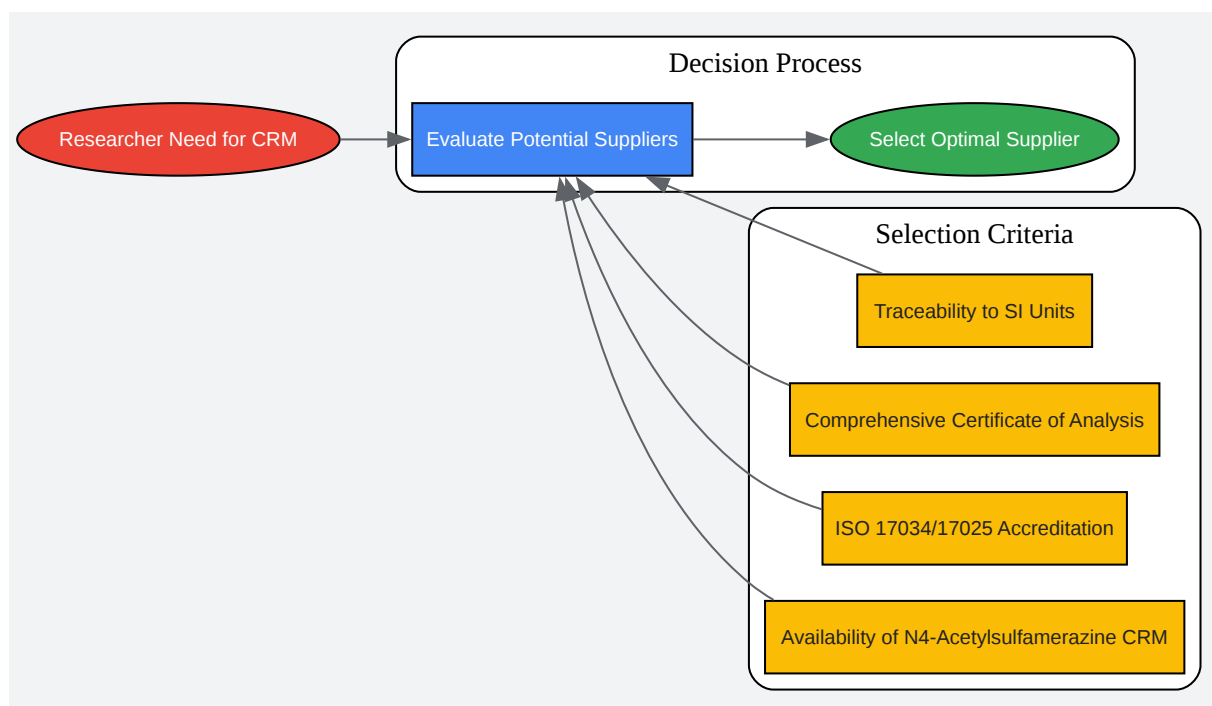 Decision Process
Researcher Need for CRM
Evaluate Potential Suppliers
Select Optimal Supplier
Selection Criteria
Traceability to SI Units
Comprehensive Certificate of Analysis
ISO 17034/17025 Accreditation
Availability of N4-Acetylsulfamerazine CRM